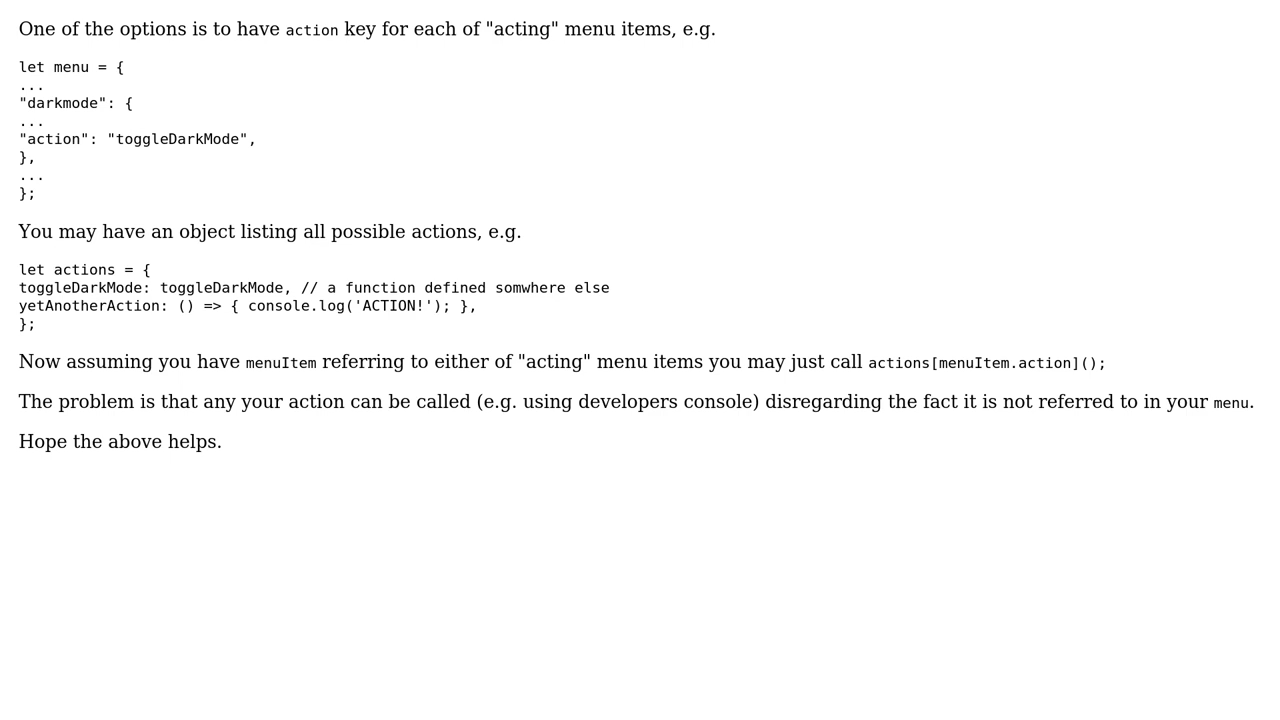 One of the options is to have action key for each of "acting" menu items, e.g.
let menu = {
...
"darkmode": {
...
"action": "toggleDarkMode",
},
...
};
You may have an object listing all possible actions, e.g.
let actions = {
toggleDarkMode: toggleDarkMode, // a function defined somwhere else
yetAnotherAction: () => { console.log('ACTION!'); },
};
Now assuming you have menuItem referring to either of "acting" menu items you may just call actions[menuItem.action]();
The problem is that any your action can be called (e.g. using developers console) disregarding the fact it is not referred to in your menu.
Hope the above helps.